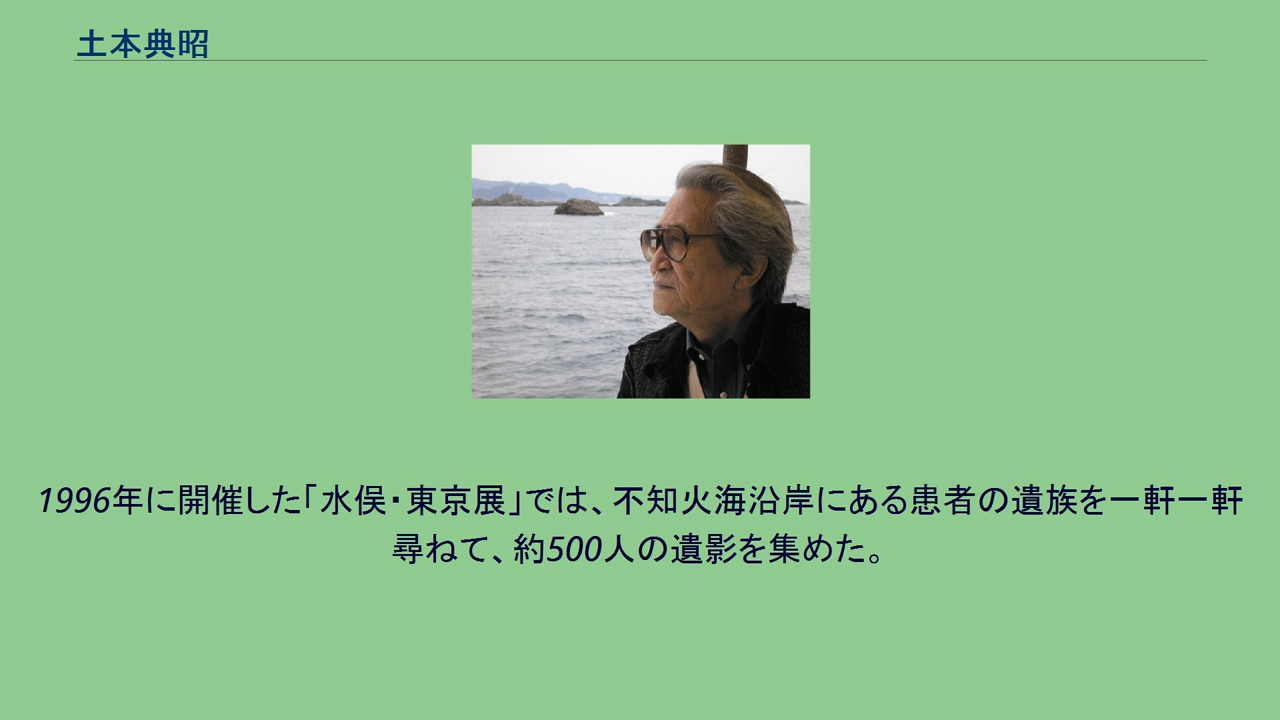 土本典昭
1996年に開催した「水俣・東京展」では、不知火海沿岸にある患者の遺族を一軒一軒
尋ねて、約500人の遺影を集めた。